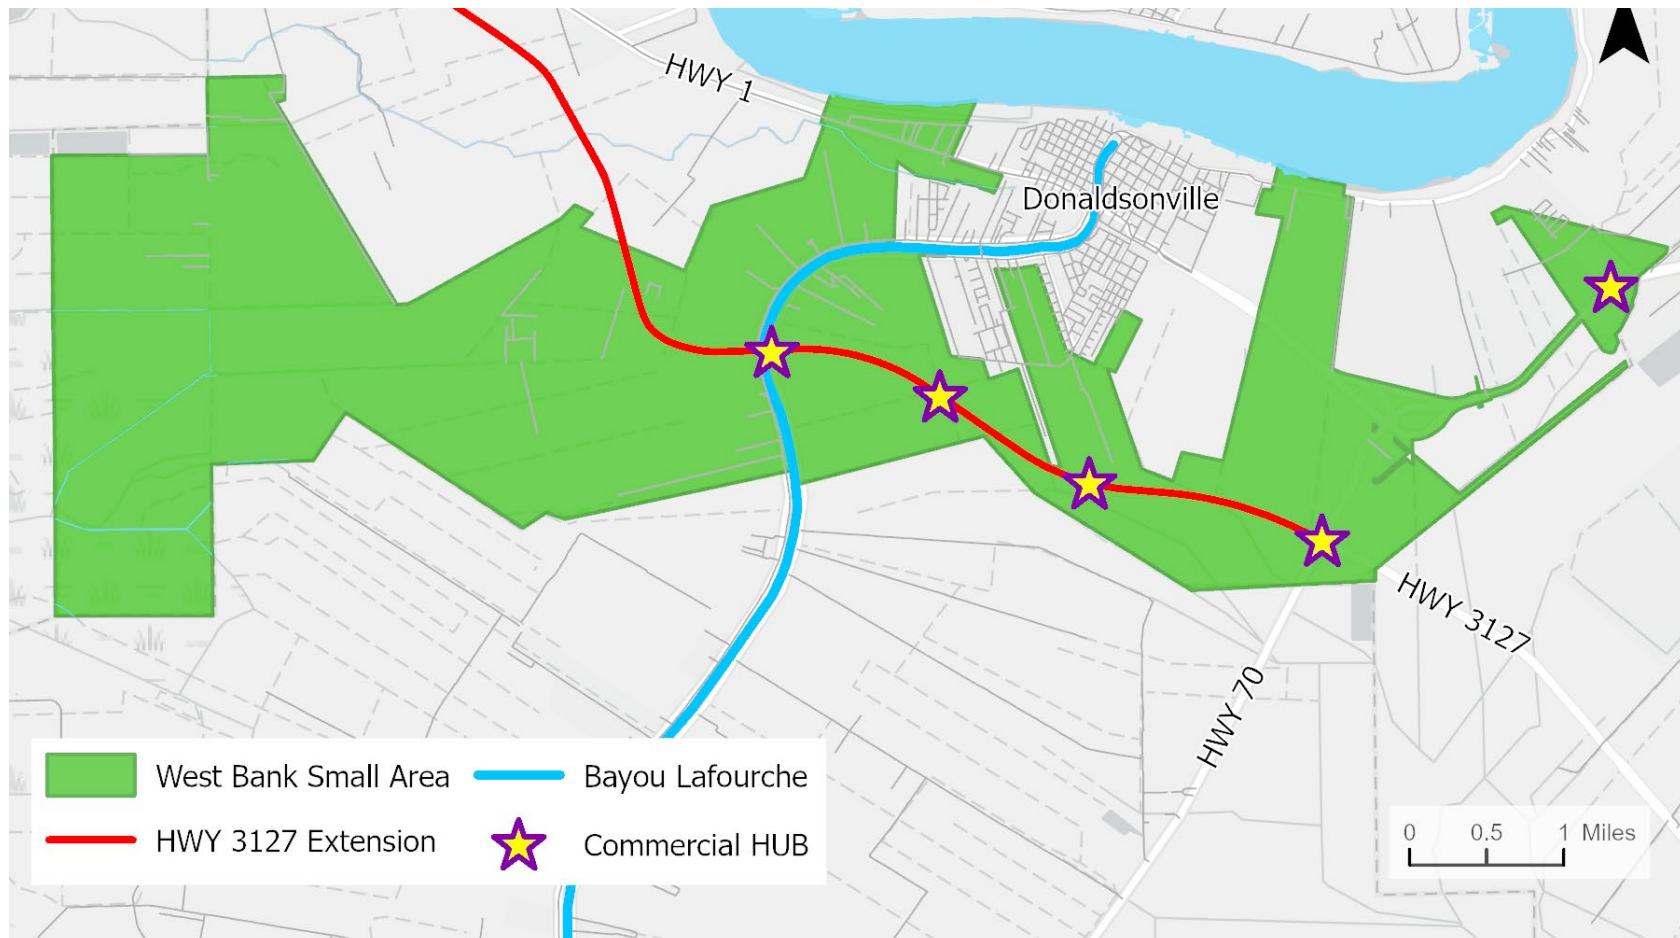 HWY 1
Donaldsonville
HWY 3127
HWY 70
West Bank Small Area
Bayou Lafourche
HWY 3127 Extension
Commercial HUB
0 0.5 1 Miles